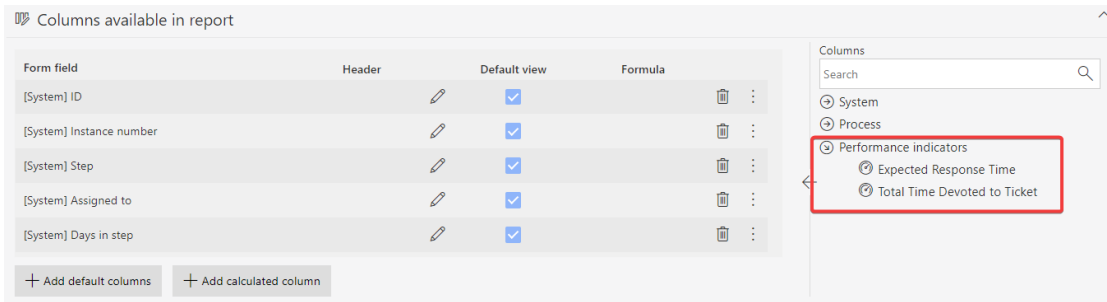 Columns available in report
Form field Header Default view Formula
[System] ID
[System] Instance number
[System] Step
[System] Assigned to
[System] Days in step
Add default columns Add calculated column
Columns
Search
System
Process
Performance indicators
Expected Response Time
Total Time Devoted to Ticket